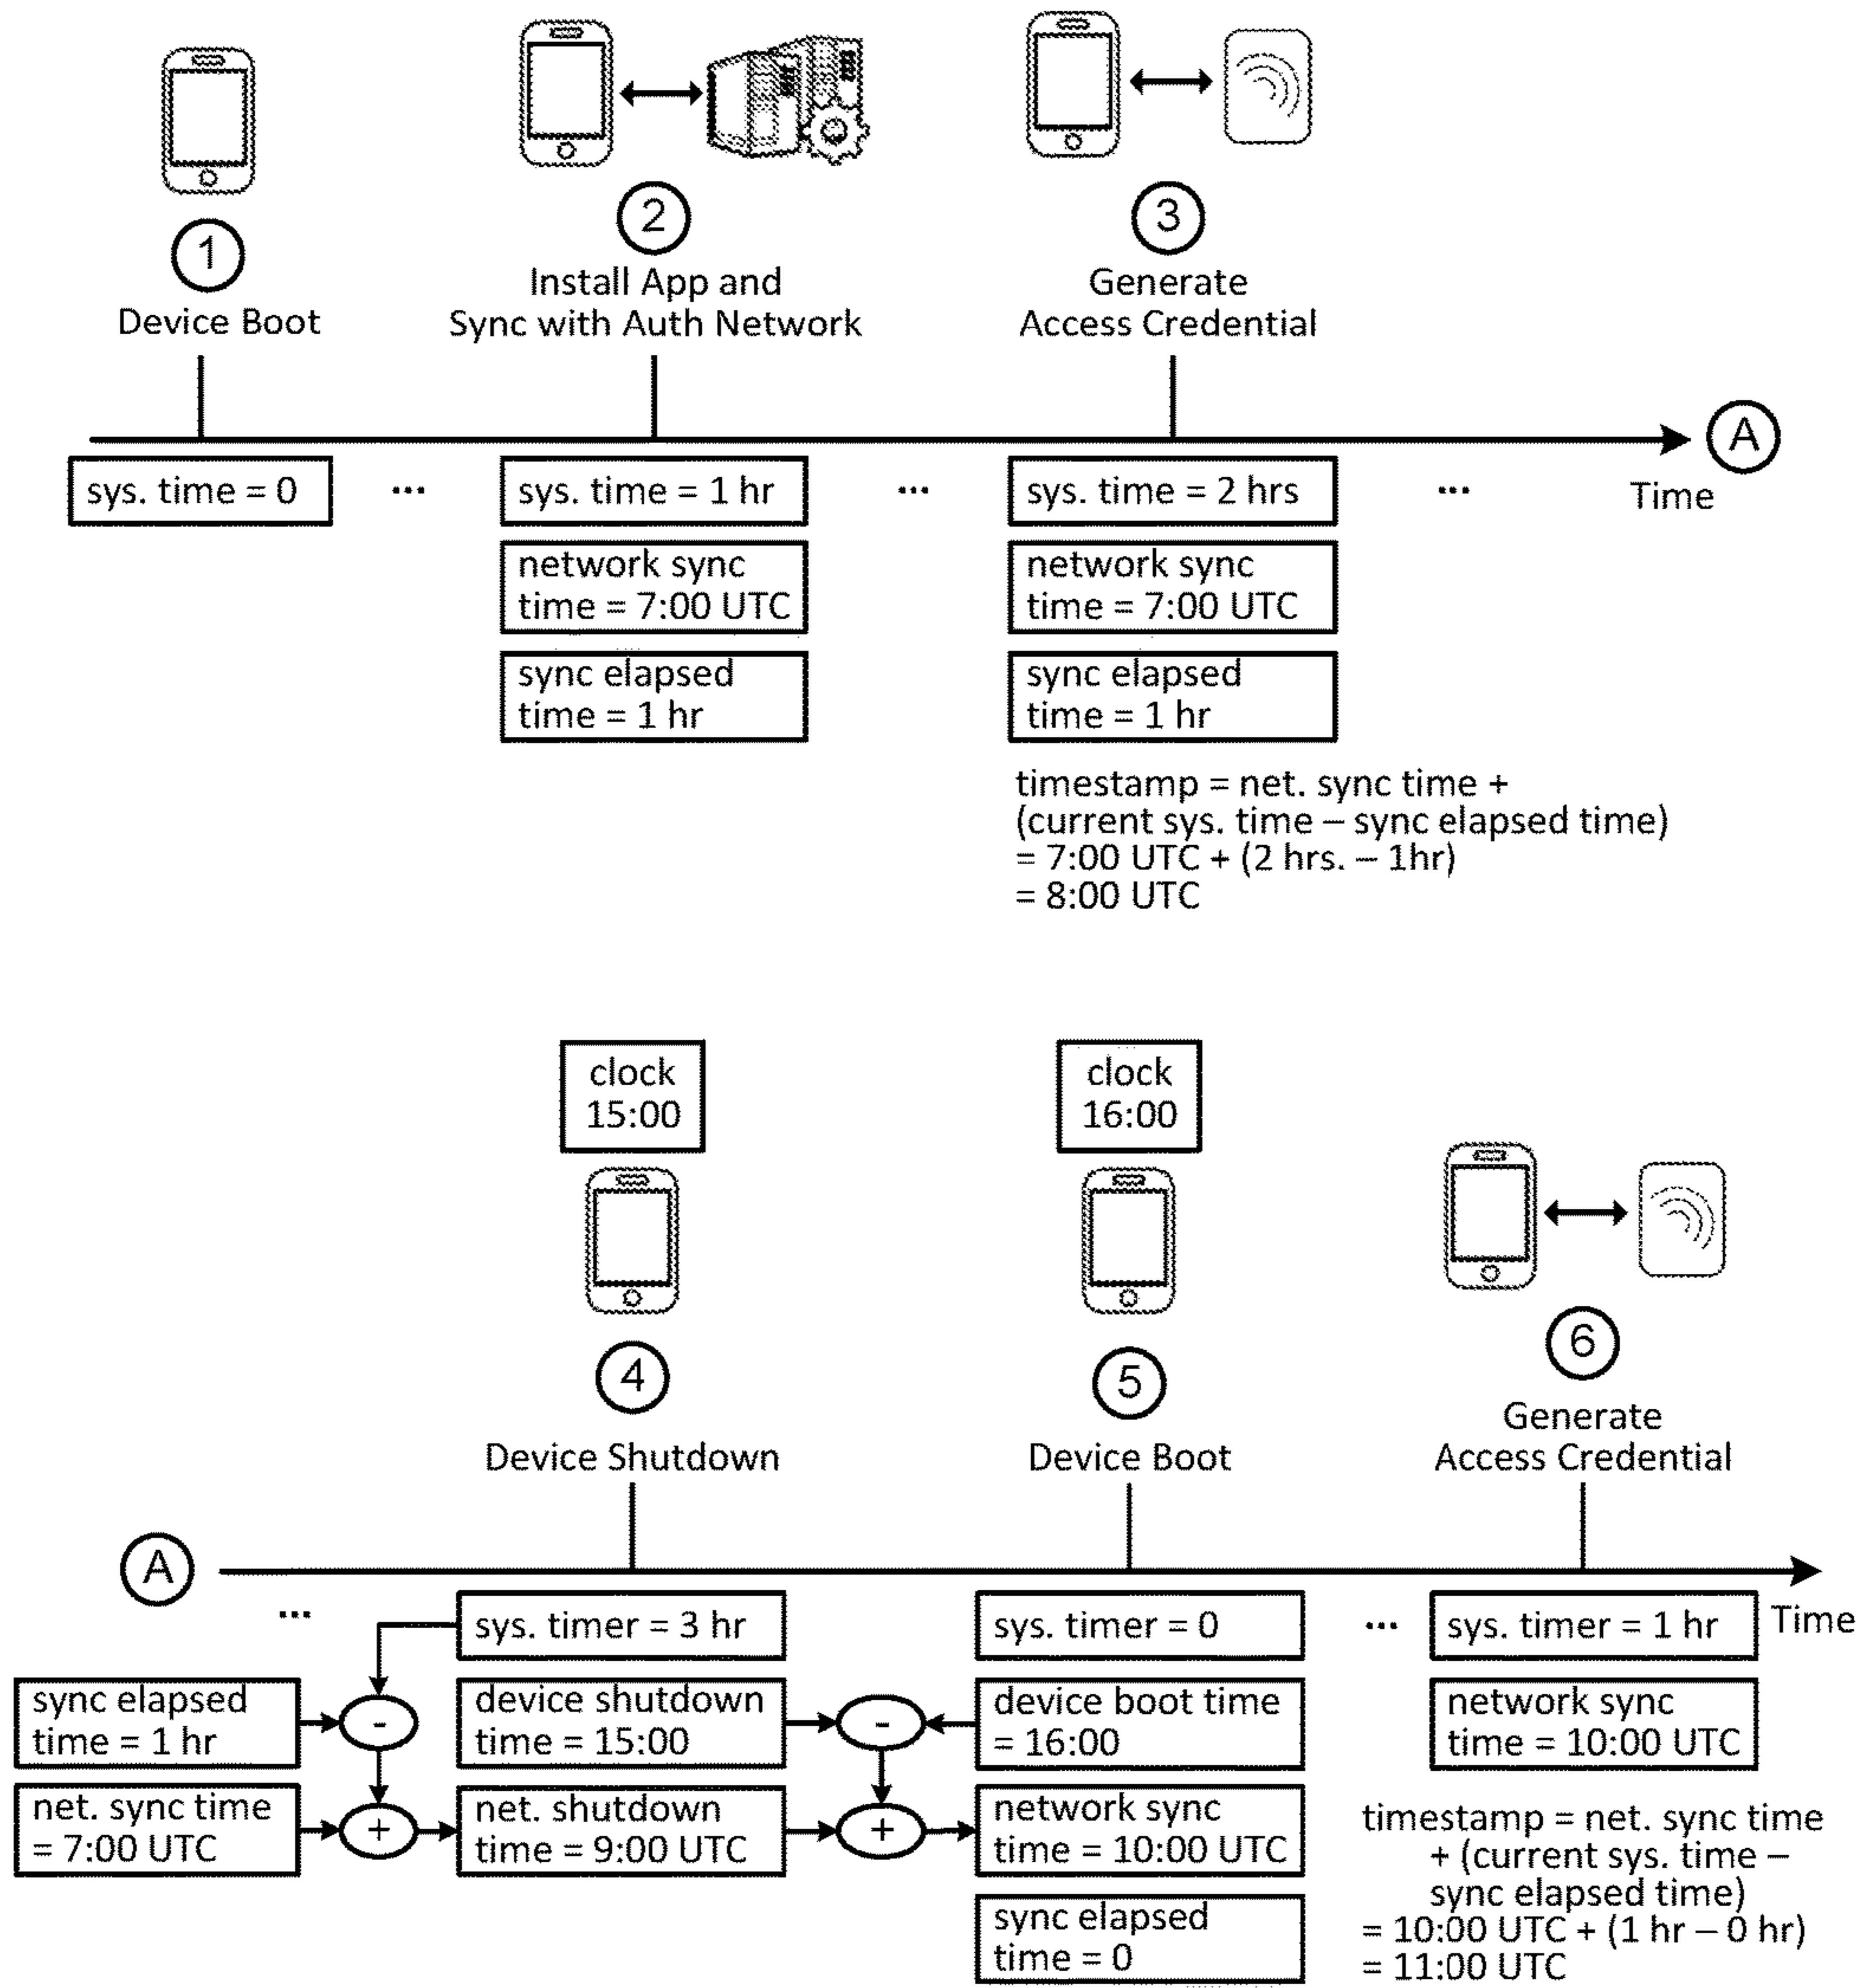 1
Device Boot
2
Install App and
Sync with Auth Network
3
Generate
Access Credential
A
Time
sys. time = 0
...
sys. time = 1 hr
network sync
time = 7:00 UTC
sync elapsed
time = 1 hr
...
sys. time = 2 hrs
network sync
time = 7:00 UTC
sync elapsed
time = 1 hr
...
timestamp = net. sync time +
(current sys. time – sync elapsed time)
= 7:00 UTC + (2 hrs. – 1hr)
= 8:00 UTC
clock
15:00
4
Device Shutdown
clock
16:00
5
Device Boot
6
Generate
Access Credential
A
...
sync elapsed
time = 1 hr
net. sync time
= 7:00 UTC
-
+
sys. timer = 3 hr
device shutdown
time = 15:00
net. shutdown
time = 9:00 UTC
-
+
sys. timer = 0
device boot time
= 16:00
network sync
time = 10:00 UTC
sync elapsed
time = 0
...
sys. timer = 1 hr
Time
network sync
time = 10:00 UTC
timestamp = net. sync time
+ (current sys. time –
sync elapsed time)
= 10:00 UTC + (1 hr – 0 hr)
= 11:00 UTC